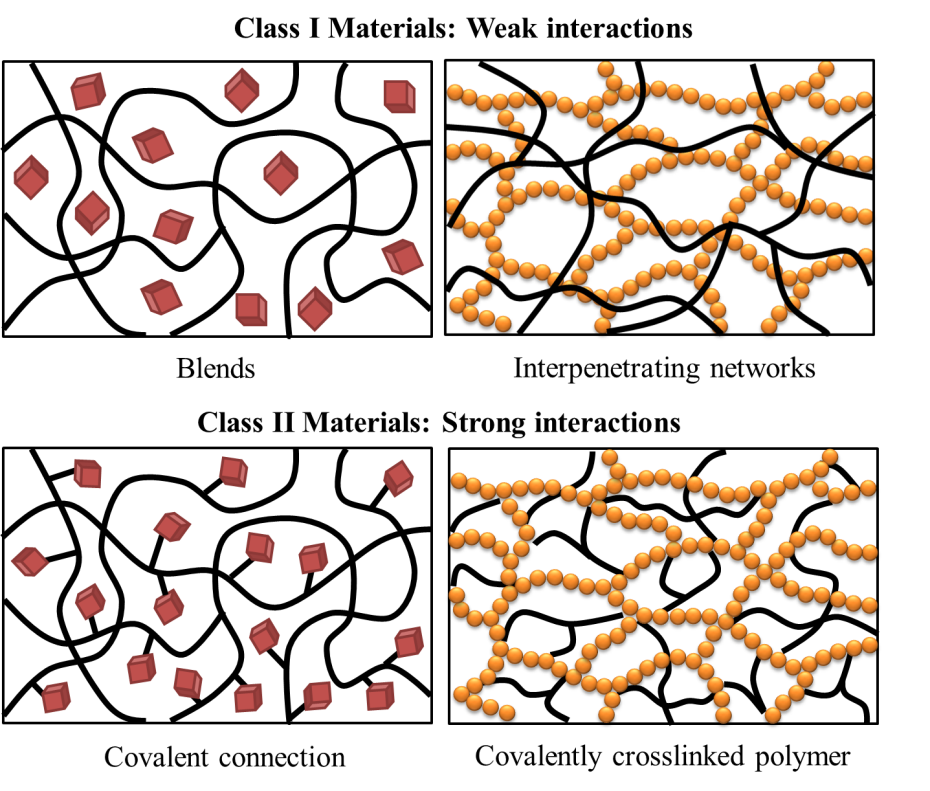 Class I Materials: Weak interactions
Blends
Interpenetrating networks
Class II Materials: Strong interactions
Covalent connection
Covalently crosslinked polymer